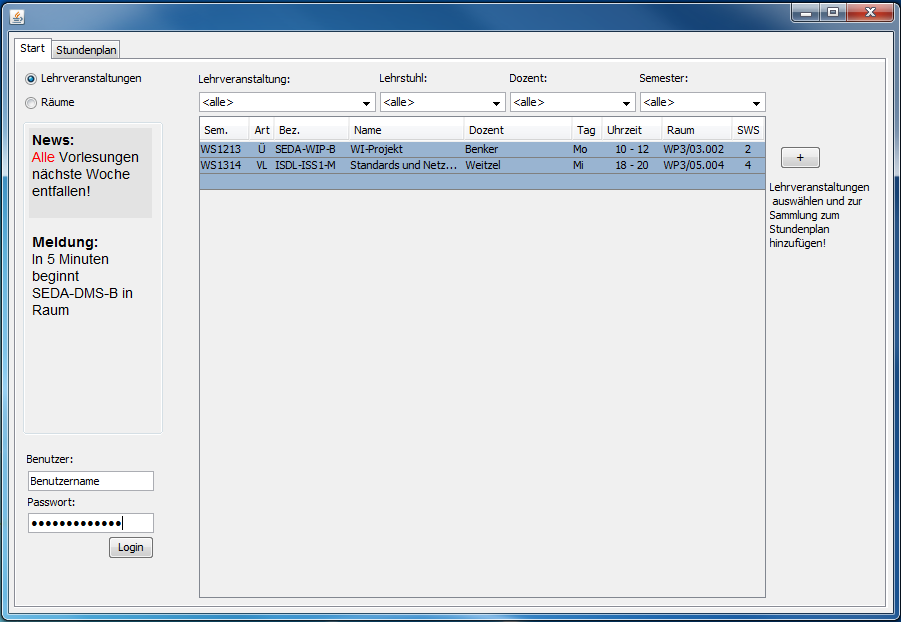 Start
Stundenplan
Lehrveranstaltungen
Räume
News:
Alle Vorlesungen
nächste Woche
entfallen!
Meldung:
In 5 Minuten
beginnt
SEDA-DMS-B in
Raum
Benutzer:
Benutzername
Passwort:
•••••••••••••
Login
Lehrveranstaltung: Lehrstuhl: Dozent: Semester:
<alle> <alle> <alle> <alle>
Sem. Art Bez. Name Dozent Tag Uhrzeit Raum SWS
WS1213 Ü SEDA-WIP-B WI-Projekt Benker Mo 10 - 12 WP3/03.002 2
WS1314 VL ISDL-ISS1-M Standards und Netz... Weitzel Mi 18 - 20 WP3/05.004 4
+
Lehrveranstaltungen
auswählen und zur
Sammlung zum
Stundenplan
hinzufügen!